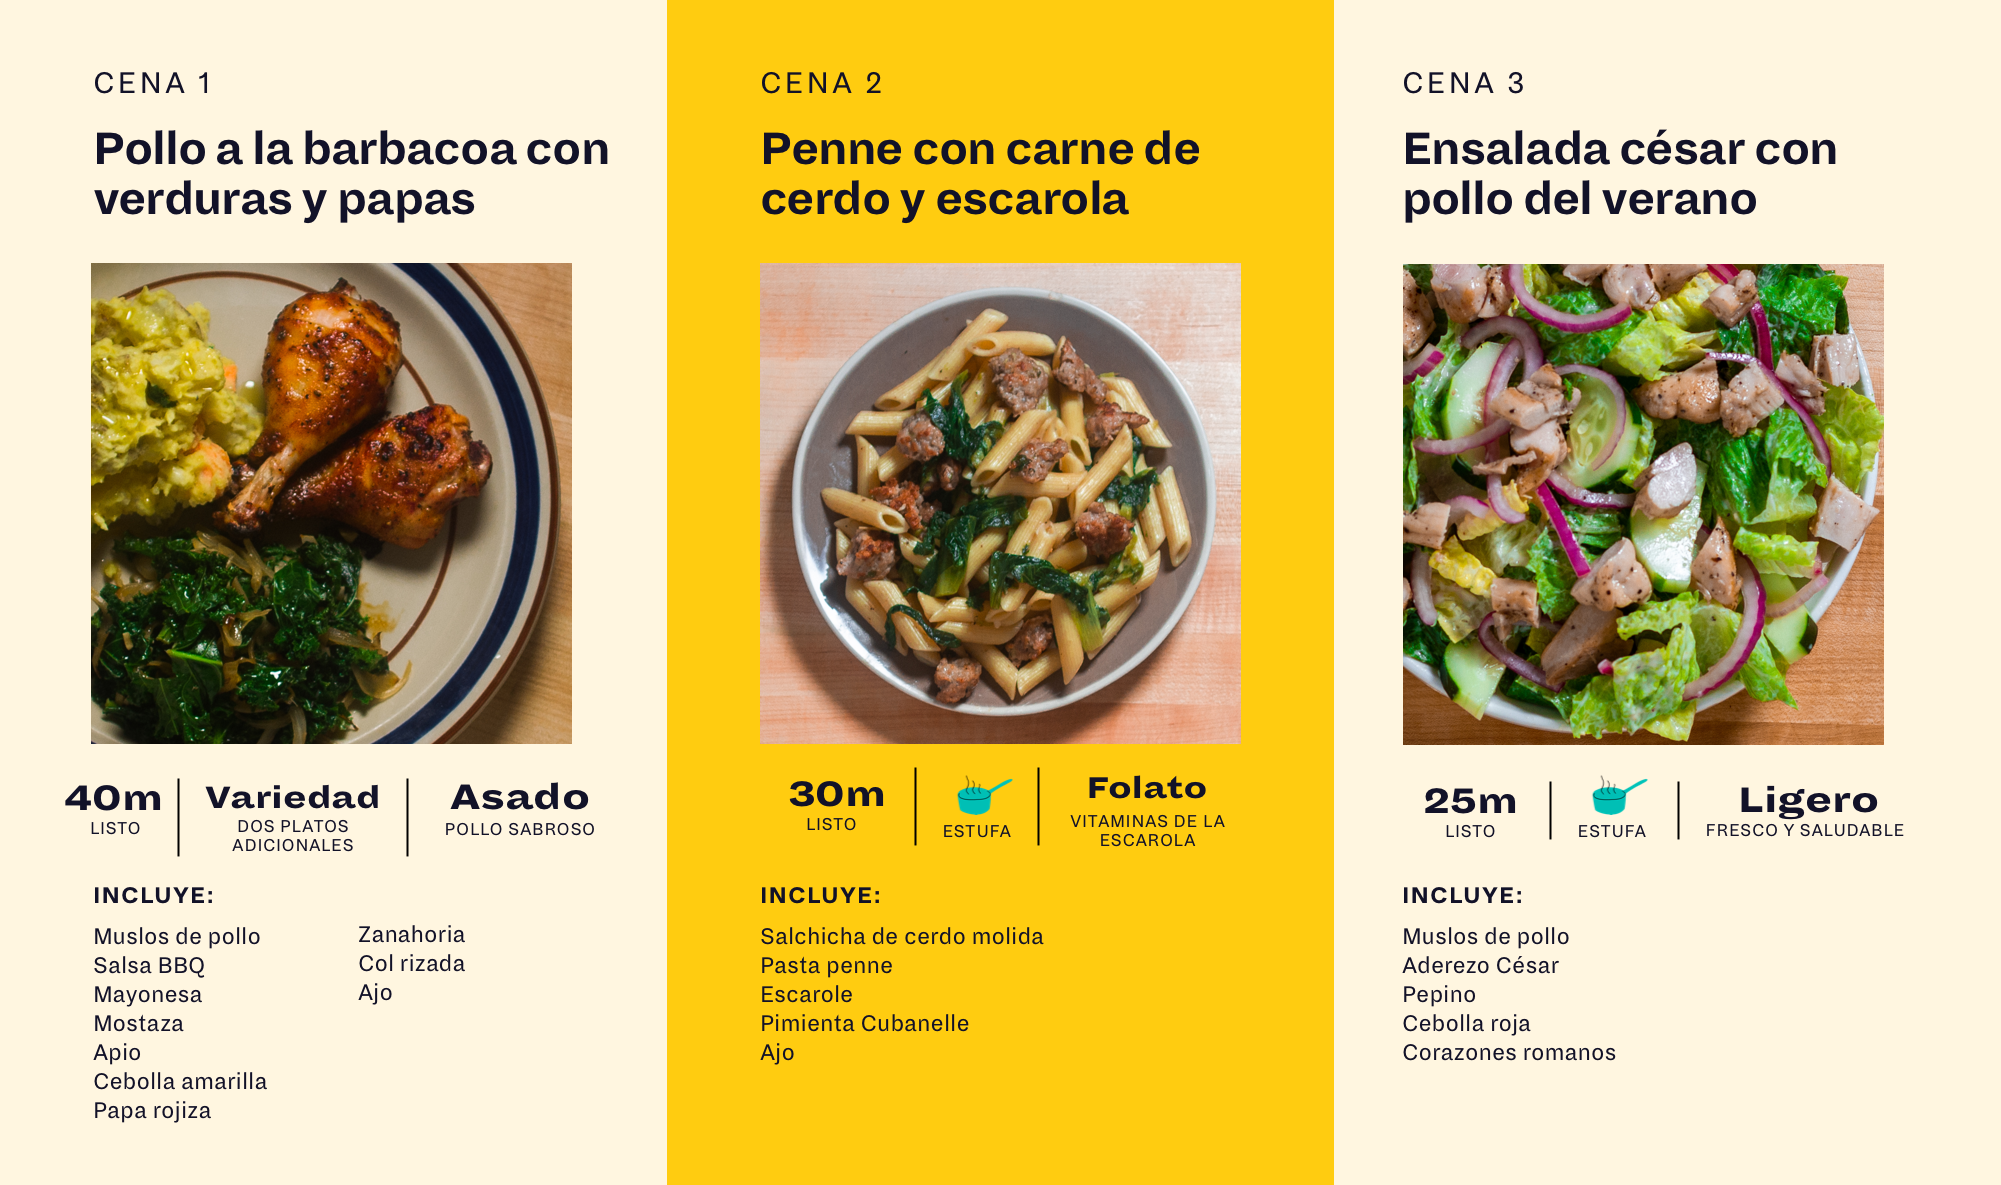 CENA 1
Pollo a la barbacoa con
verduras y papas
40m
LISTO
Variedad
DOS PLATOS
ADICIONALES
Asado
POLLO SABROSO
INCLUYE:
Muslos de pollo
Salsa BBQ
Mayonesa
Mostaza
Apio
Cebolla amarilla
Papa rojiza
Zanahoria
Col rizada
Ajo
CENA 2
Penne con carne de
cerdo y escarola
30m
LISTO
ESTUFA
Folato
VITAMINAS DE LA
ESCAROLA
INCLUYE:
Salchicha de cerdo molida
Pasta penne
Escarole
Pimienta Cubanelle
Ajo
CENA 3
Ensalada césar con
pollo del verano
25m
LISTO
ESTUFA
Ligero
FRESCO Y SALUDABLE
INCLUYE:
Muslos de pollo
Aderezo César
Pepino
Cebolla roja
Corazones romanos